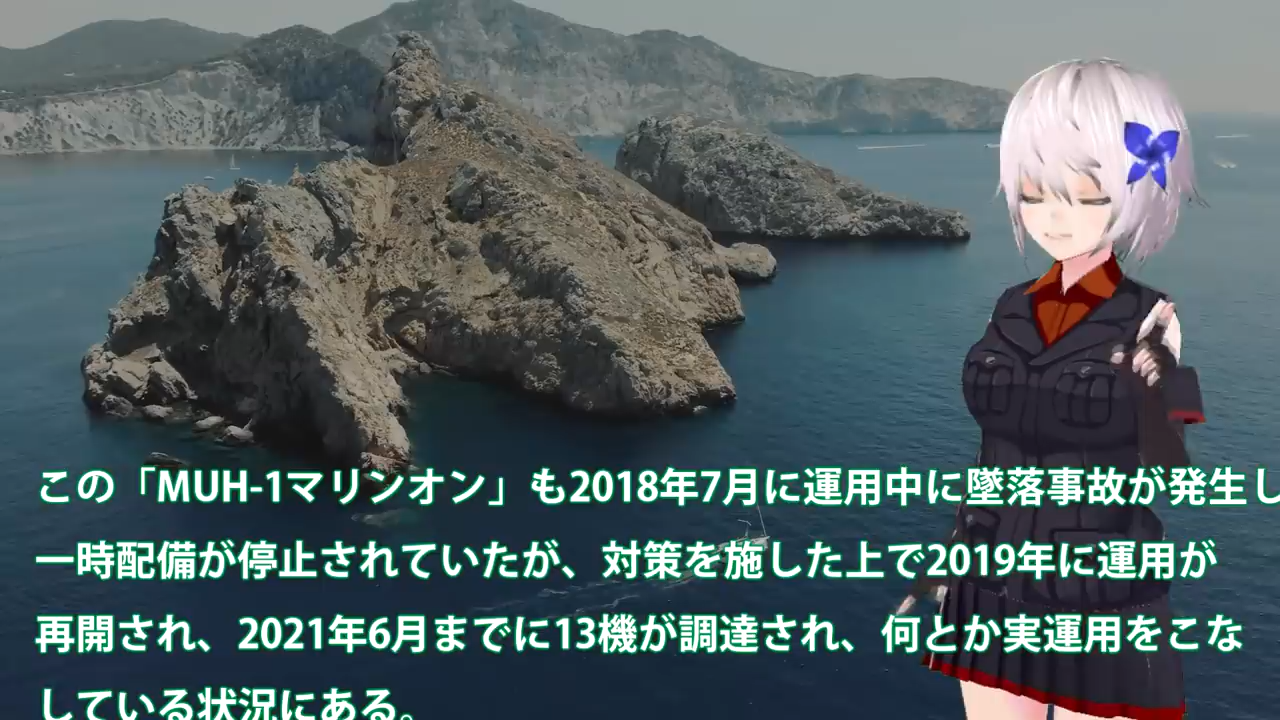 この「MUH-1マリンオン」も2018年7月に運用中に墜落事故が発生し
一時配備が停止されていたが、対策を施した上で2019年に運用が
再開され、2021年6月までに13機が調達され、何とか実運用をこな
している状況にある。